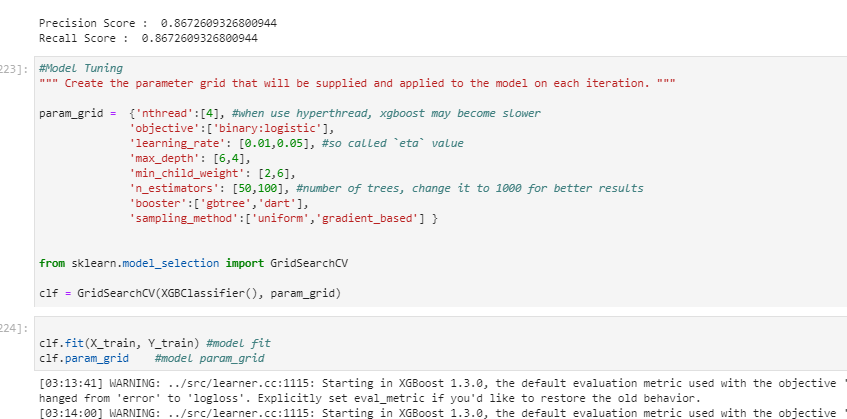 Precision Score :  0.8672609326800944
Recall Score :  0.8672609326800944
223]:
#Model Tuning
""" Create the parameter grid that will be supplied and applied to the model on each iteration. """
param_grid =  {'nthread':[4], #when use hyperthread, xgboost may become slower
'objective':['binary:logistic'],
'learning_rate': [0.01,0.05], #so called `eta` value
'max_depth': [6,4],
'min_child_weight': [2,6],
'n_estimators': [50,100], #number of trees, change it to 1000 for better results
'booster':['gbtree','dart'],
'sampling_method':['uniform','gradient_based'] }
from sklearn.model_selection import GridSearchCV
clf = GridSearchCV(XGBClassifier(), param_grid)
224]:
clf.fit(X_train, Y_train) #model fit
clf.param_grid    #model param_grid
[03:13:41] WARNING: ../src/learner.cc:1115: Starting in XGBoost 1.3.0, the default evaluation metric used with the objective '
hanged from 'error' to 'logloss'. Explicitly set eval_metric if you'd like to restore the old behavior.
[03:14:00] WARNING: ../src/learner.cc:1115: Starting in XGBoost 1.3.0, the default evaluation metric used with the objective '